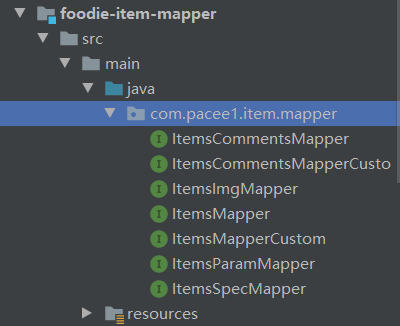 foodie-item-mapper
src
main
java
com.pacee1.item.mapper
I ItemsCommentsMapper
I ItemsCommentsMapperCusto
I ItemsImgMapper
I ItemsMapper
I ItemsMapperCustom
I ItemsParamMapper
I ItemsSpecMapper
resources